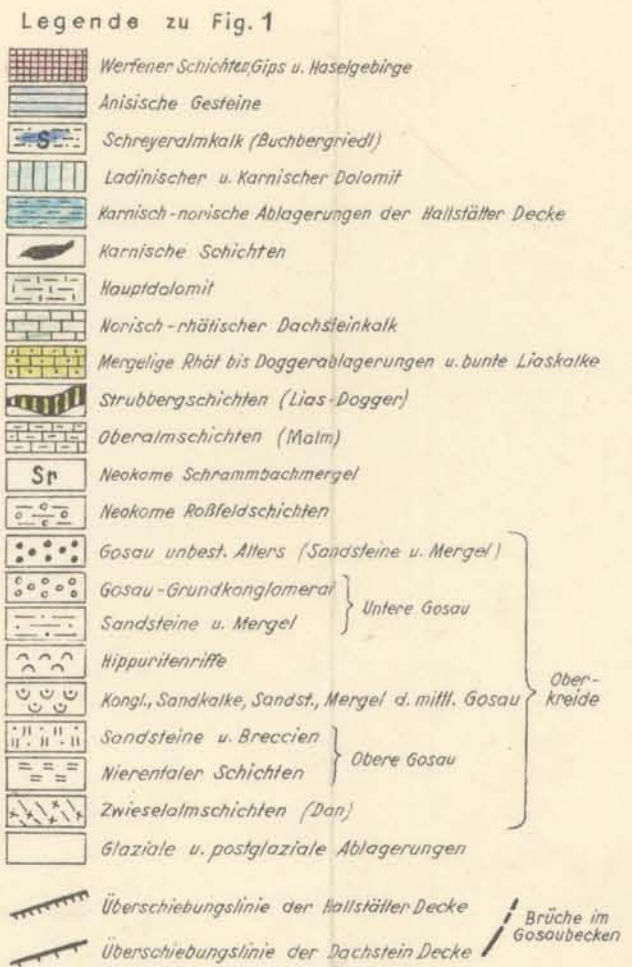 Legende zu Fig. 1
Werfener Schichten, Gips u. Haselgebirge
Anisische Gesteine
S Schreyeralmkalk (Buchbergriedl)
Ladinischer u. Karnischer Dolomit
Karnisch-norische Ablagerungen der Hallstätter Decke
Karnische Schichten
Hauptdolomit
Norisch-rhätischer Dachsteinkalk
Mergelige Rhät bis Doggerablagerungen u. bunte Liaskalke
Strubbergschichten (Lias-Dogger)
Oberalmschichten (Malm)
Sr Neokome Schrammbachmergel
Neokome Roßfeldschichten
Gosau unbest. Alters (Sandsteine u. Mergel)
Gosau-Grundkonglomerat
Sandsteine u. Mergel
Untere Gosau
Hippuritenriffe
Kongl., Sandkalke, Sandst., Mergel d. mittl. Gosau
Sandsteine u. Breccien
Nierentaler Schichten
Obere Gosau
Zwieselalmschichten (Dan)
Ober-
kreide
Glaziale u. postglaziale Ablagerungen
Überschiebungslinie der Hallstätter Decke
Überschiebungslinie der Dachstein Decke
Brüche im
Gosaubecken